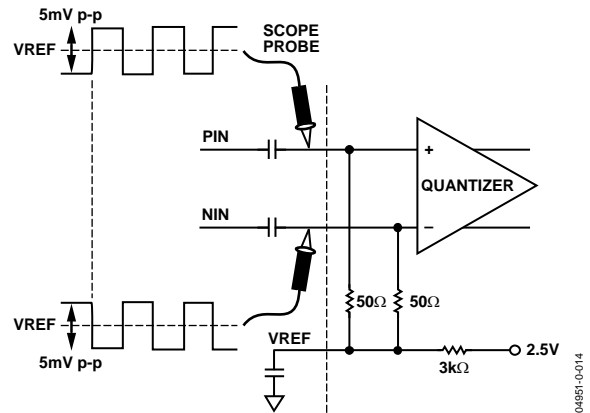 5mV p-p
VREF
SCOPE
PROBE
PIN
+
QUANTIZER
NIN
−
50Ω
50Ω
VREF
VREF
5mV p-p
3kΩ
2.5V
04951-0-014